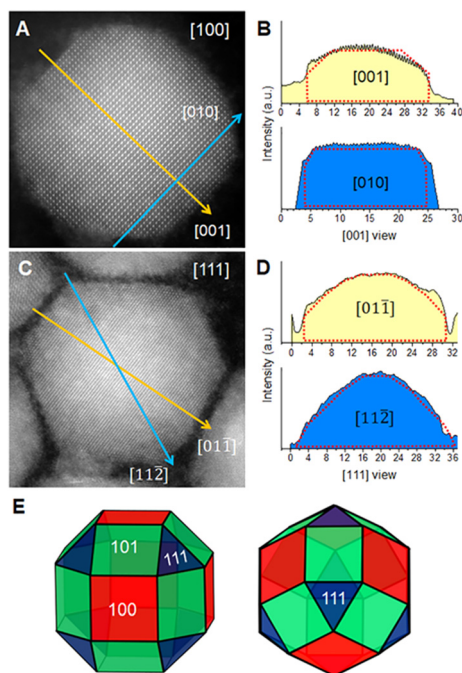 A
[100]
[010]
[001]
B
[001]
0 4 8 12 16 20 24 28 32 36 40
[010]
0 5 10 15 20 25 30
[001] view
Intensity (a.u.)
C
[111]
[011̄]
[112̄]
D
[011̄]
0 4 8 12 16 20 24 28 32 36
[112̄]
0 4 8 12 16 20 24 28 32 36
[111] view
Intensity (a.u.)
E
101
111
100
111